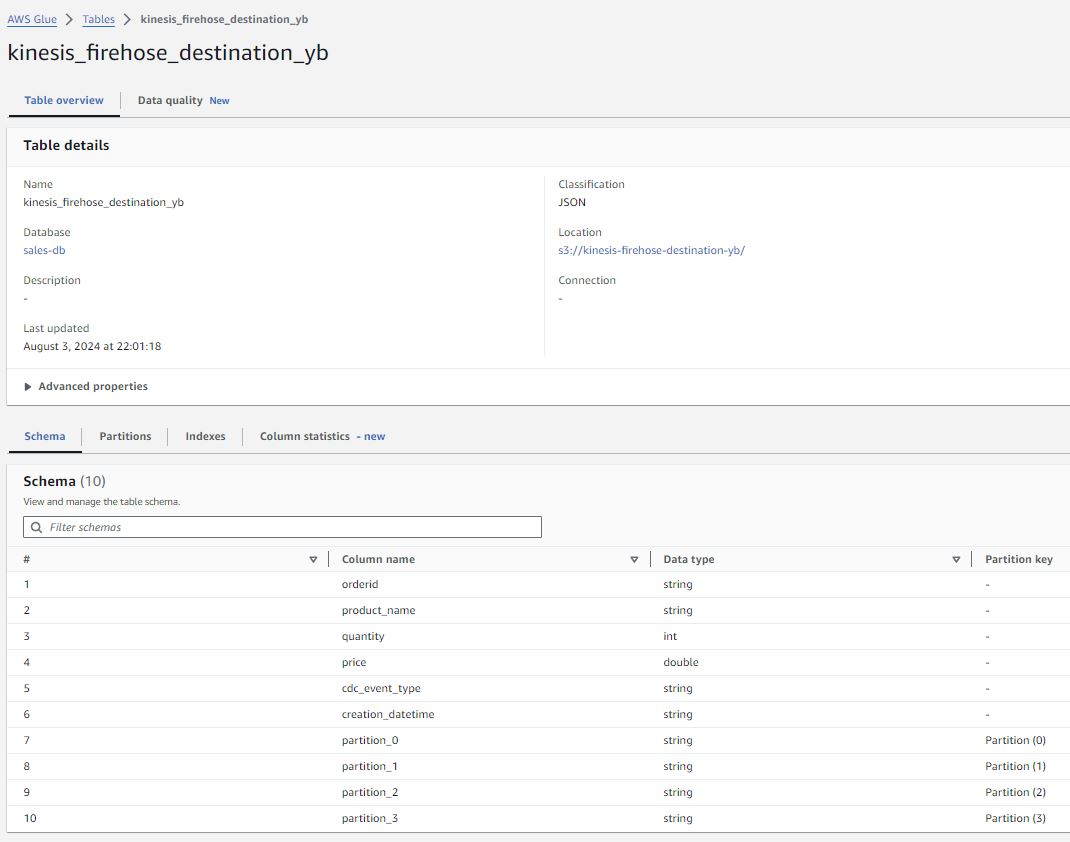 AWS Glue > Tables > kinesis_firehose_destination_yb
kinesis_firehose_destination_yb
Table overview Data quality New
Table details
Name
kinesis_firehose_destination_yb
Database
sales-db
Description
-
Last updated
August 3, 2024 at 22:01:18
Classification
JSON
Location
s3://kinesis-firehose-destination-yb/
Connection
-
Advanced properties
Schema Partitions Indexes Column statistics - new
Schema (10)
View and manage the table schema.
Filter schemas
# Column name Data type Partition key
1 orderid string -
2 product_name string -
3 quantity int -
4 price double -
5 cdc_event_type string -
6 creation_datetime string -
7 partition_0 string Partition (0)
8 partition_1 string Partition (1)
9 partition_2 string Partition (2)
10 partition_3 string Partition (3)